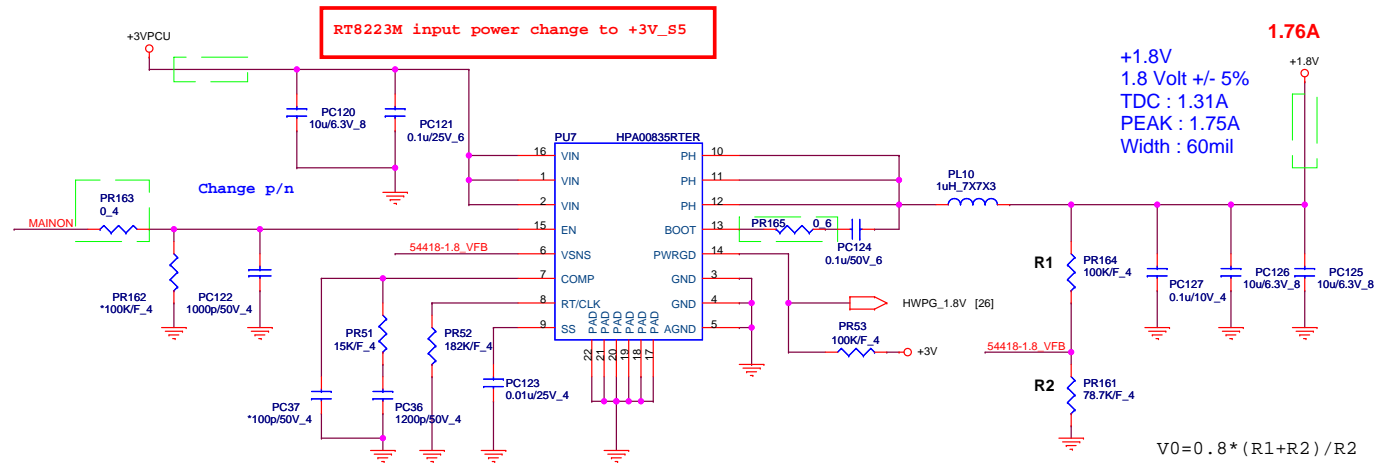 RT8223M input power change to +3V_S5
1.76A
+3VPCU
+1.8V
1.8 Volt +/- 5%
TDC : 1.31A
PEAK : 1.75A
Width : 60mil
+1.8V
PC120
10u/6.3V_8
PC121
0.1u/25V_6
PU7
HPA00835RTER
16
VIN
1
VIN
2
VIN
15
EN
6
VSNS
7
COMP
8
RT/CLK
9
SS
PH
10
PH
11
PH
12
BOOT
13
PWRGD
14
GND
3
GND
4
AGND
5
PAD
PAD
PAD
PAD
PAD
PAD
22
21
20
19
18
17
Change p/n
PR163
0_4
MAINON
54418-1.8_VFB
PR162
*100K/F_4
PC122
1000p/50V_4
PR51
15K/F_4
PR52
182K/F_4
PC123
0.01u/25V_4
PC37
*100p/50V_4
PC36
1200p/50V_4
PL10
1uH_7X7X3
PR165
0_6
PC124
0.1u/50V_6
HWPG_1.8V [26]
PR53
100K/F_4
+3V
R1
PR164
100K/F_4
PC127
0.1u/10V_4
PC126
10u/6.3V_8
PC125
10u/6.3V_8
54418-1.8_VFB
R2
PR161
78.7K/F_4
V0=0.8*(R1+R2)/R2